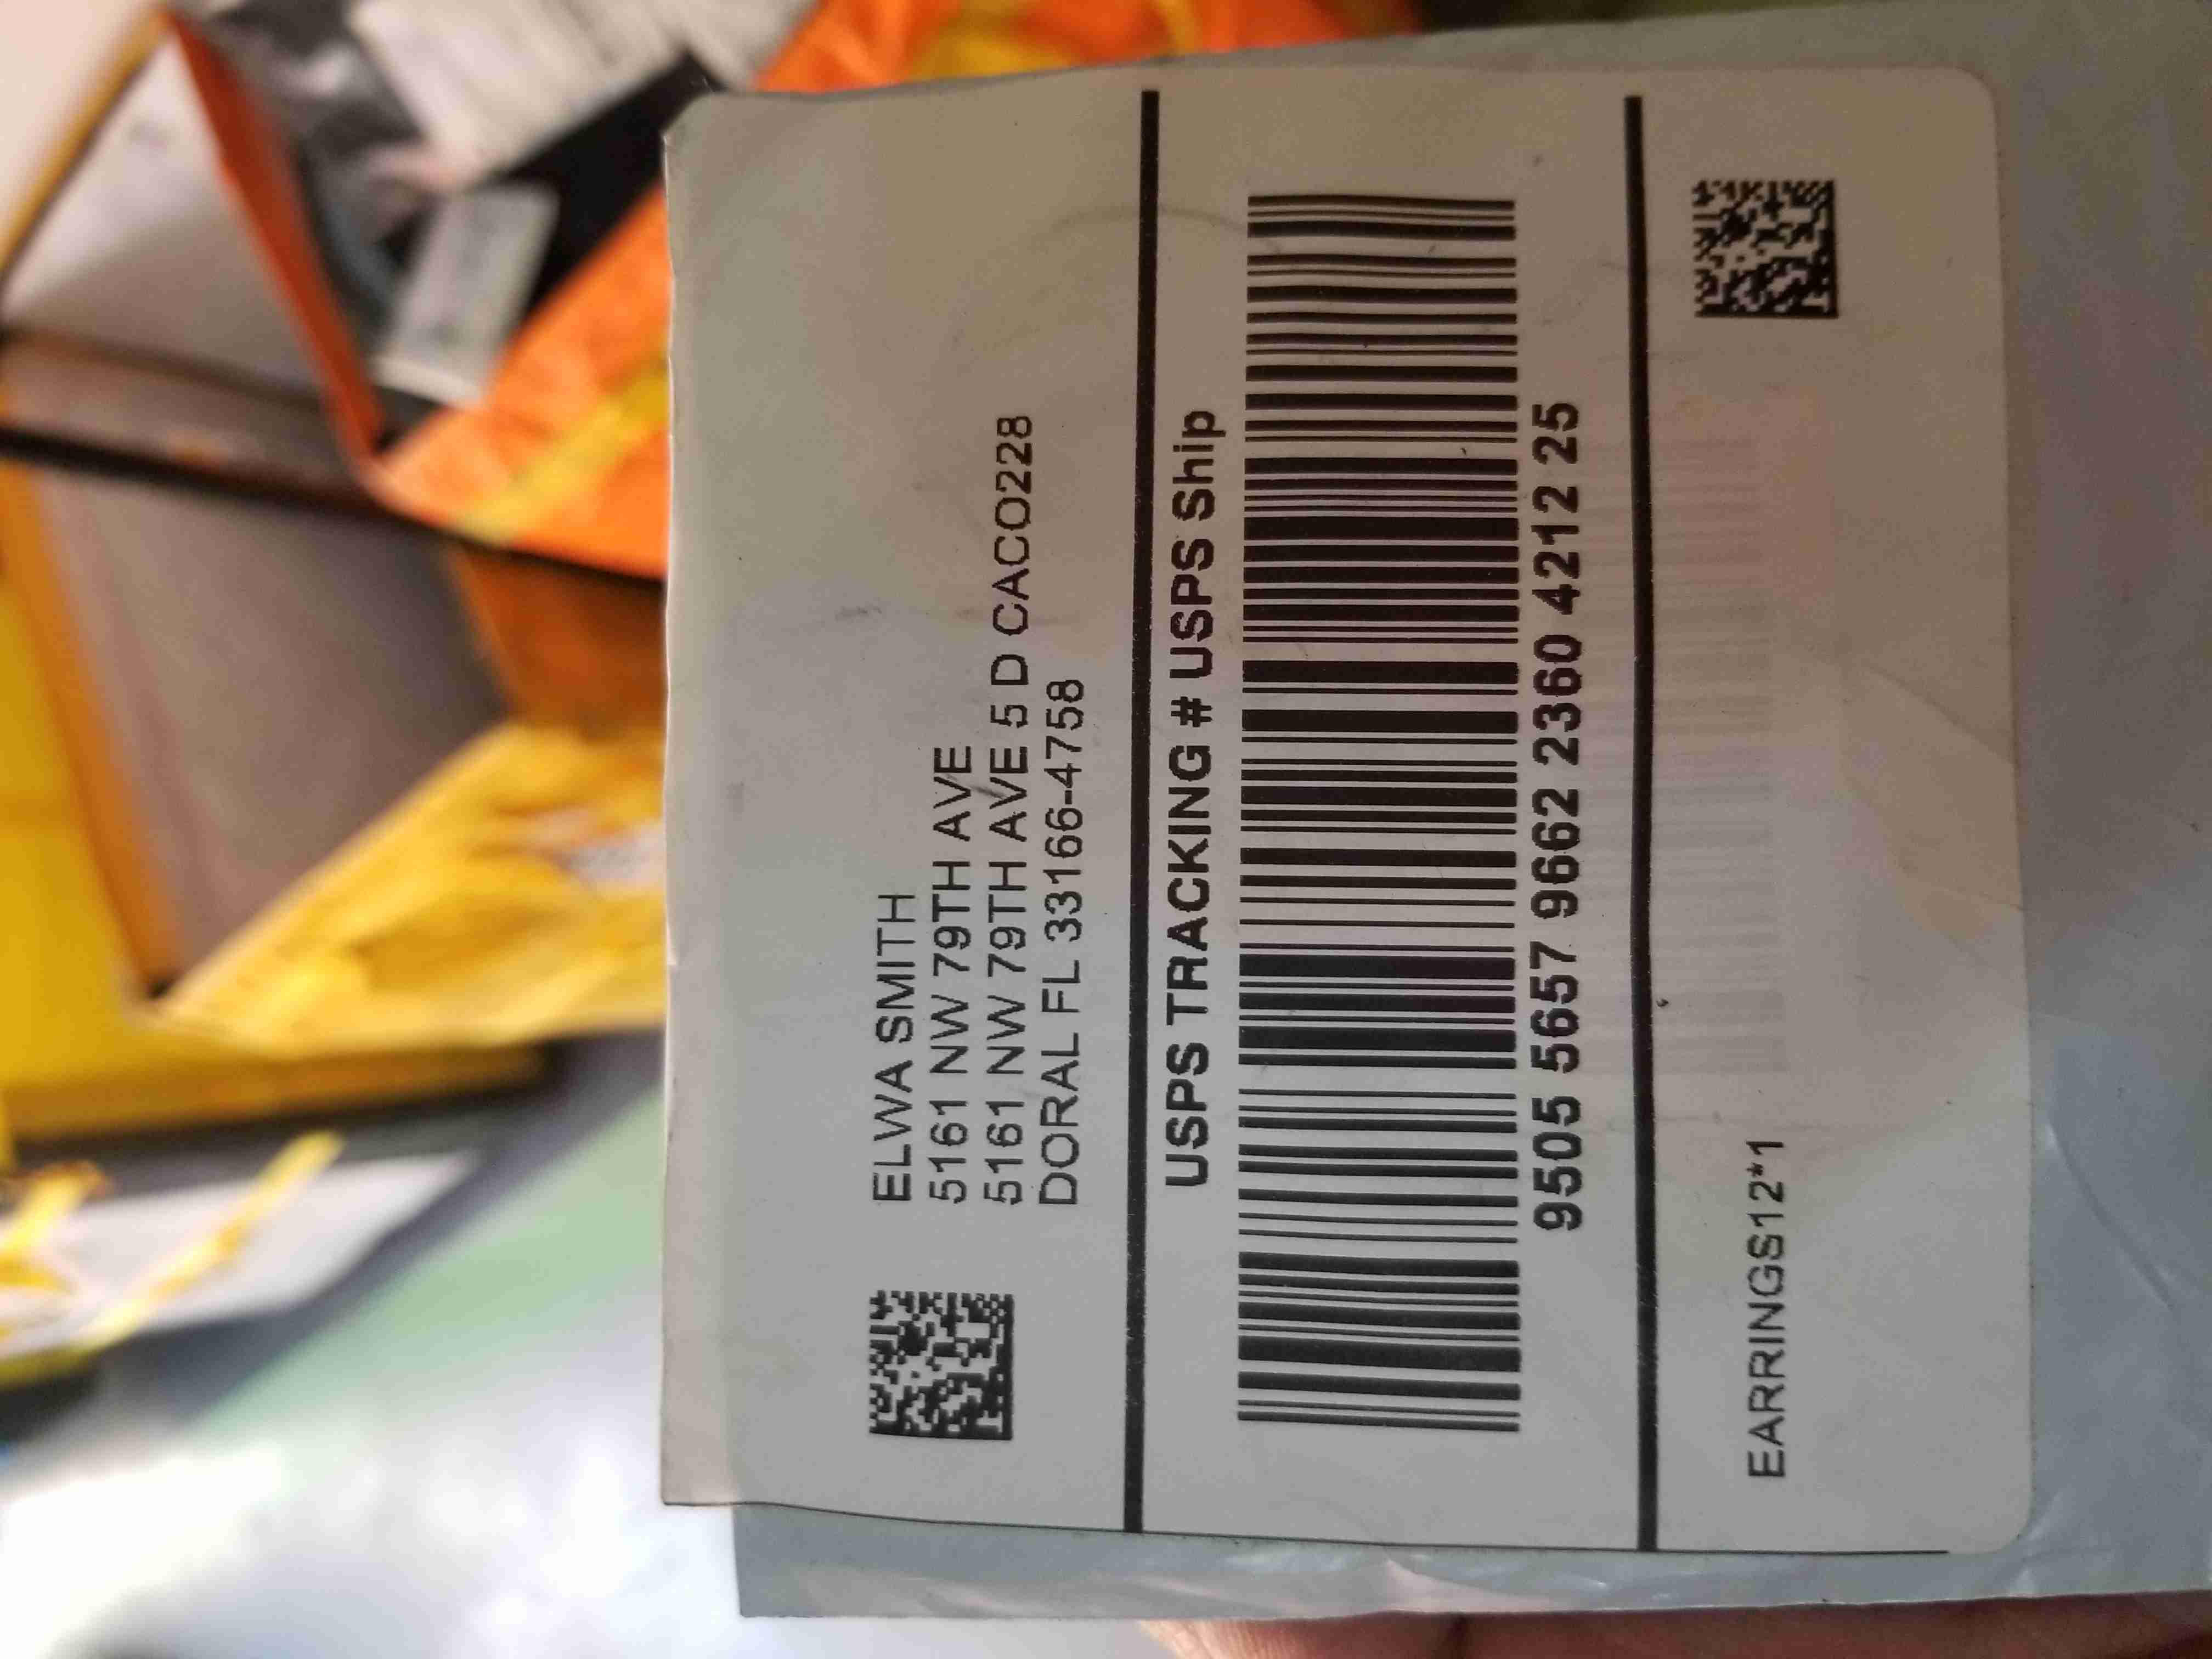 ELWA SMITH
5161 NW 79TH AVE
5161 NW 79TH AVE 5 D CACO228
DORAL FL 33166-4758
USPS TRACKING # USPS Ship
9505 5657 9662 2360 4212 25
EARRINGS12*1